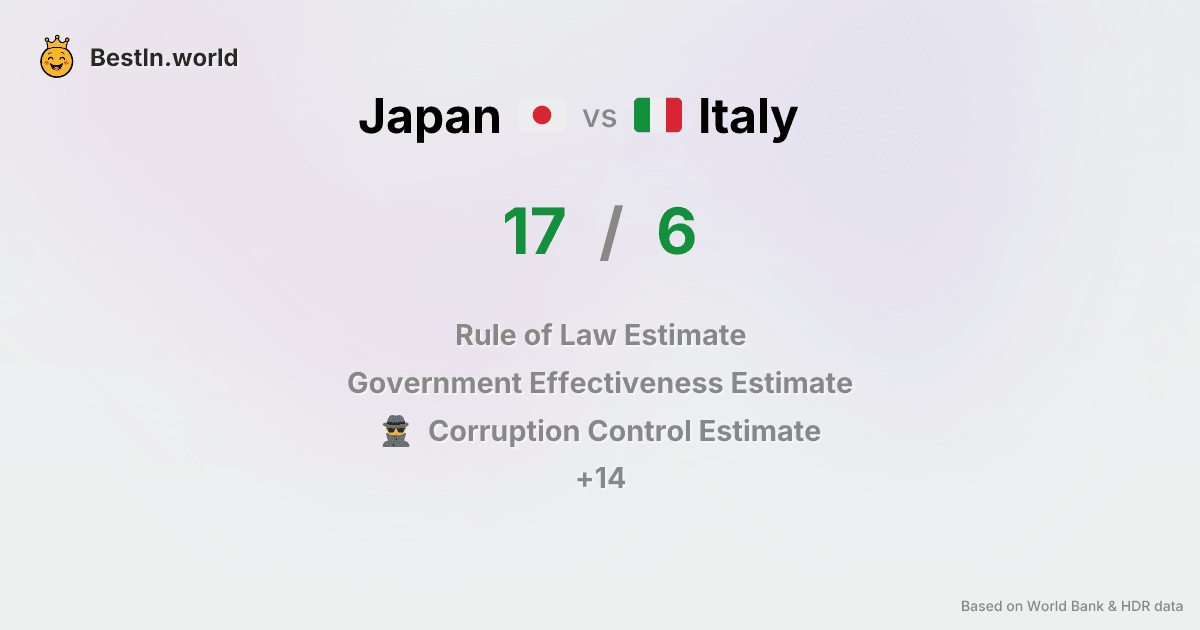 BestIn.world
Japan vs Italy
17 / 6
Rule of Law Estimate
Government Effectiveness Estimate
Corruption Control Estimate
+14
Based on World Bank & HDR data